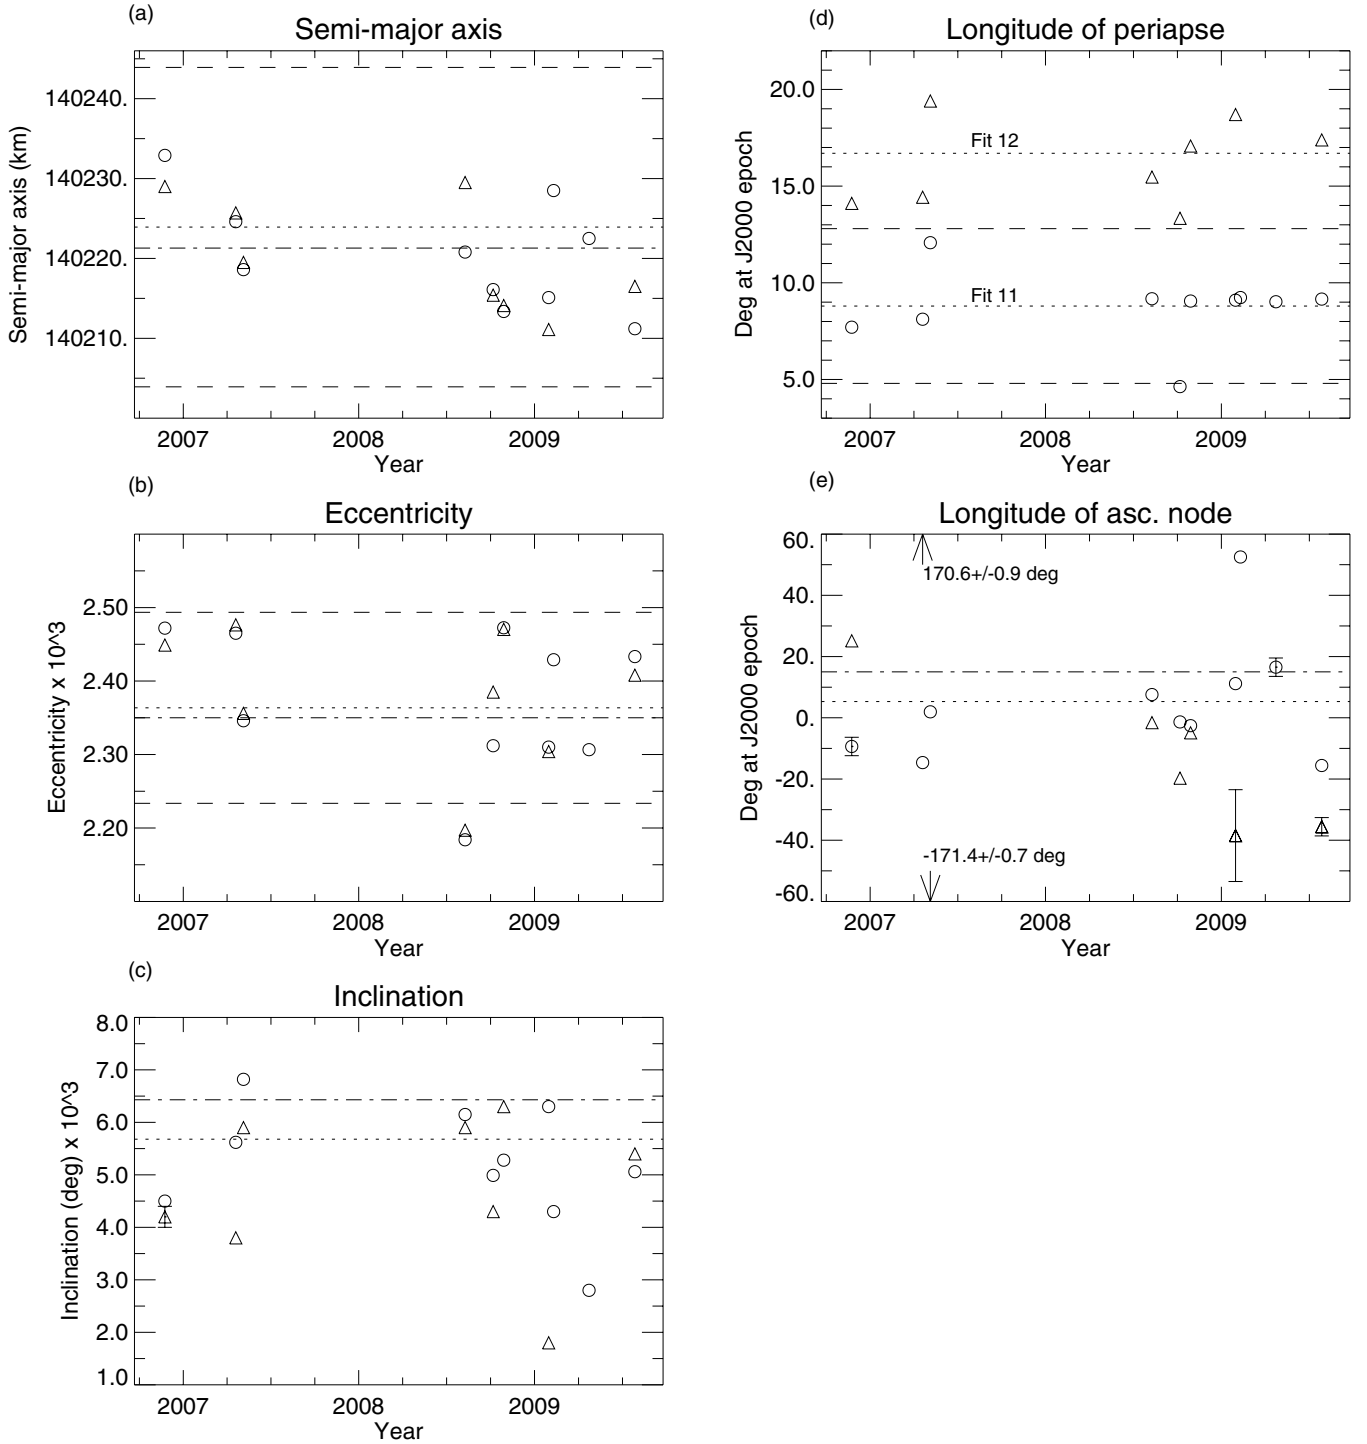 (a)
Semi-major axis
Semi-major axis (km)
140240.
140230.
140220.
140210.
2007 2008 2009
Year
(b)
Eccentricity
Eccentricity x 10^3
2.50
2.40
2.30
2.20
2007 2008 2009
Year
(c)
Inclination
Inclination (deg) x 10^3
8.0
7.0
6.0
5.0
4.0
3.0
2.0
1.0
2007 2008 2009
Year
(d)
Longitude of periapse
Deg at J2000 epoch
20.0
15.0
10.0
5.0
Fit 12
Fit 11
2007 2008 2009
Year
(e)
Longitude of asc. node
Deg at J2000 epoch
60.
40.
20.
0.
-20.
-40.
-60.
170.6+/-0.9 deg
-171.4+/-0.7 deg
2007 2008 2009
Year